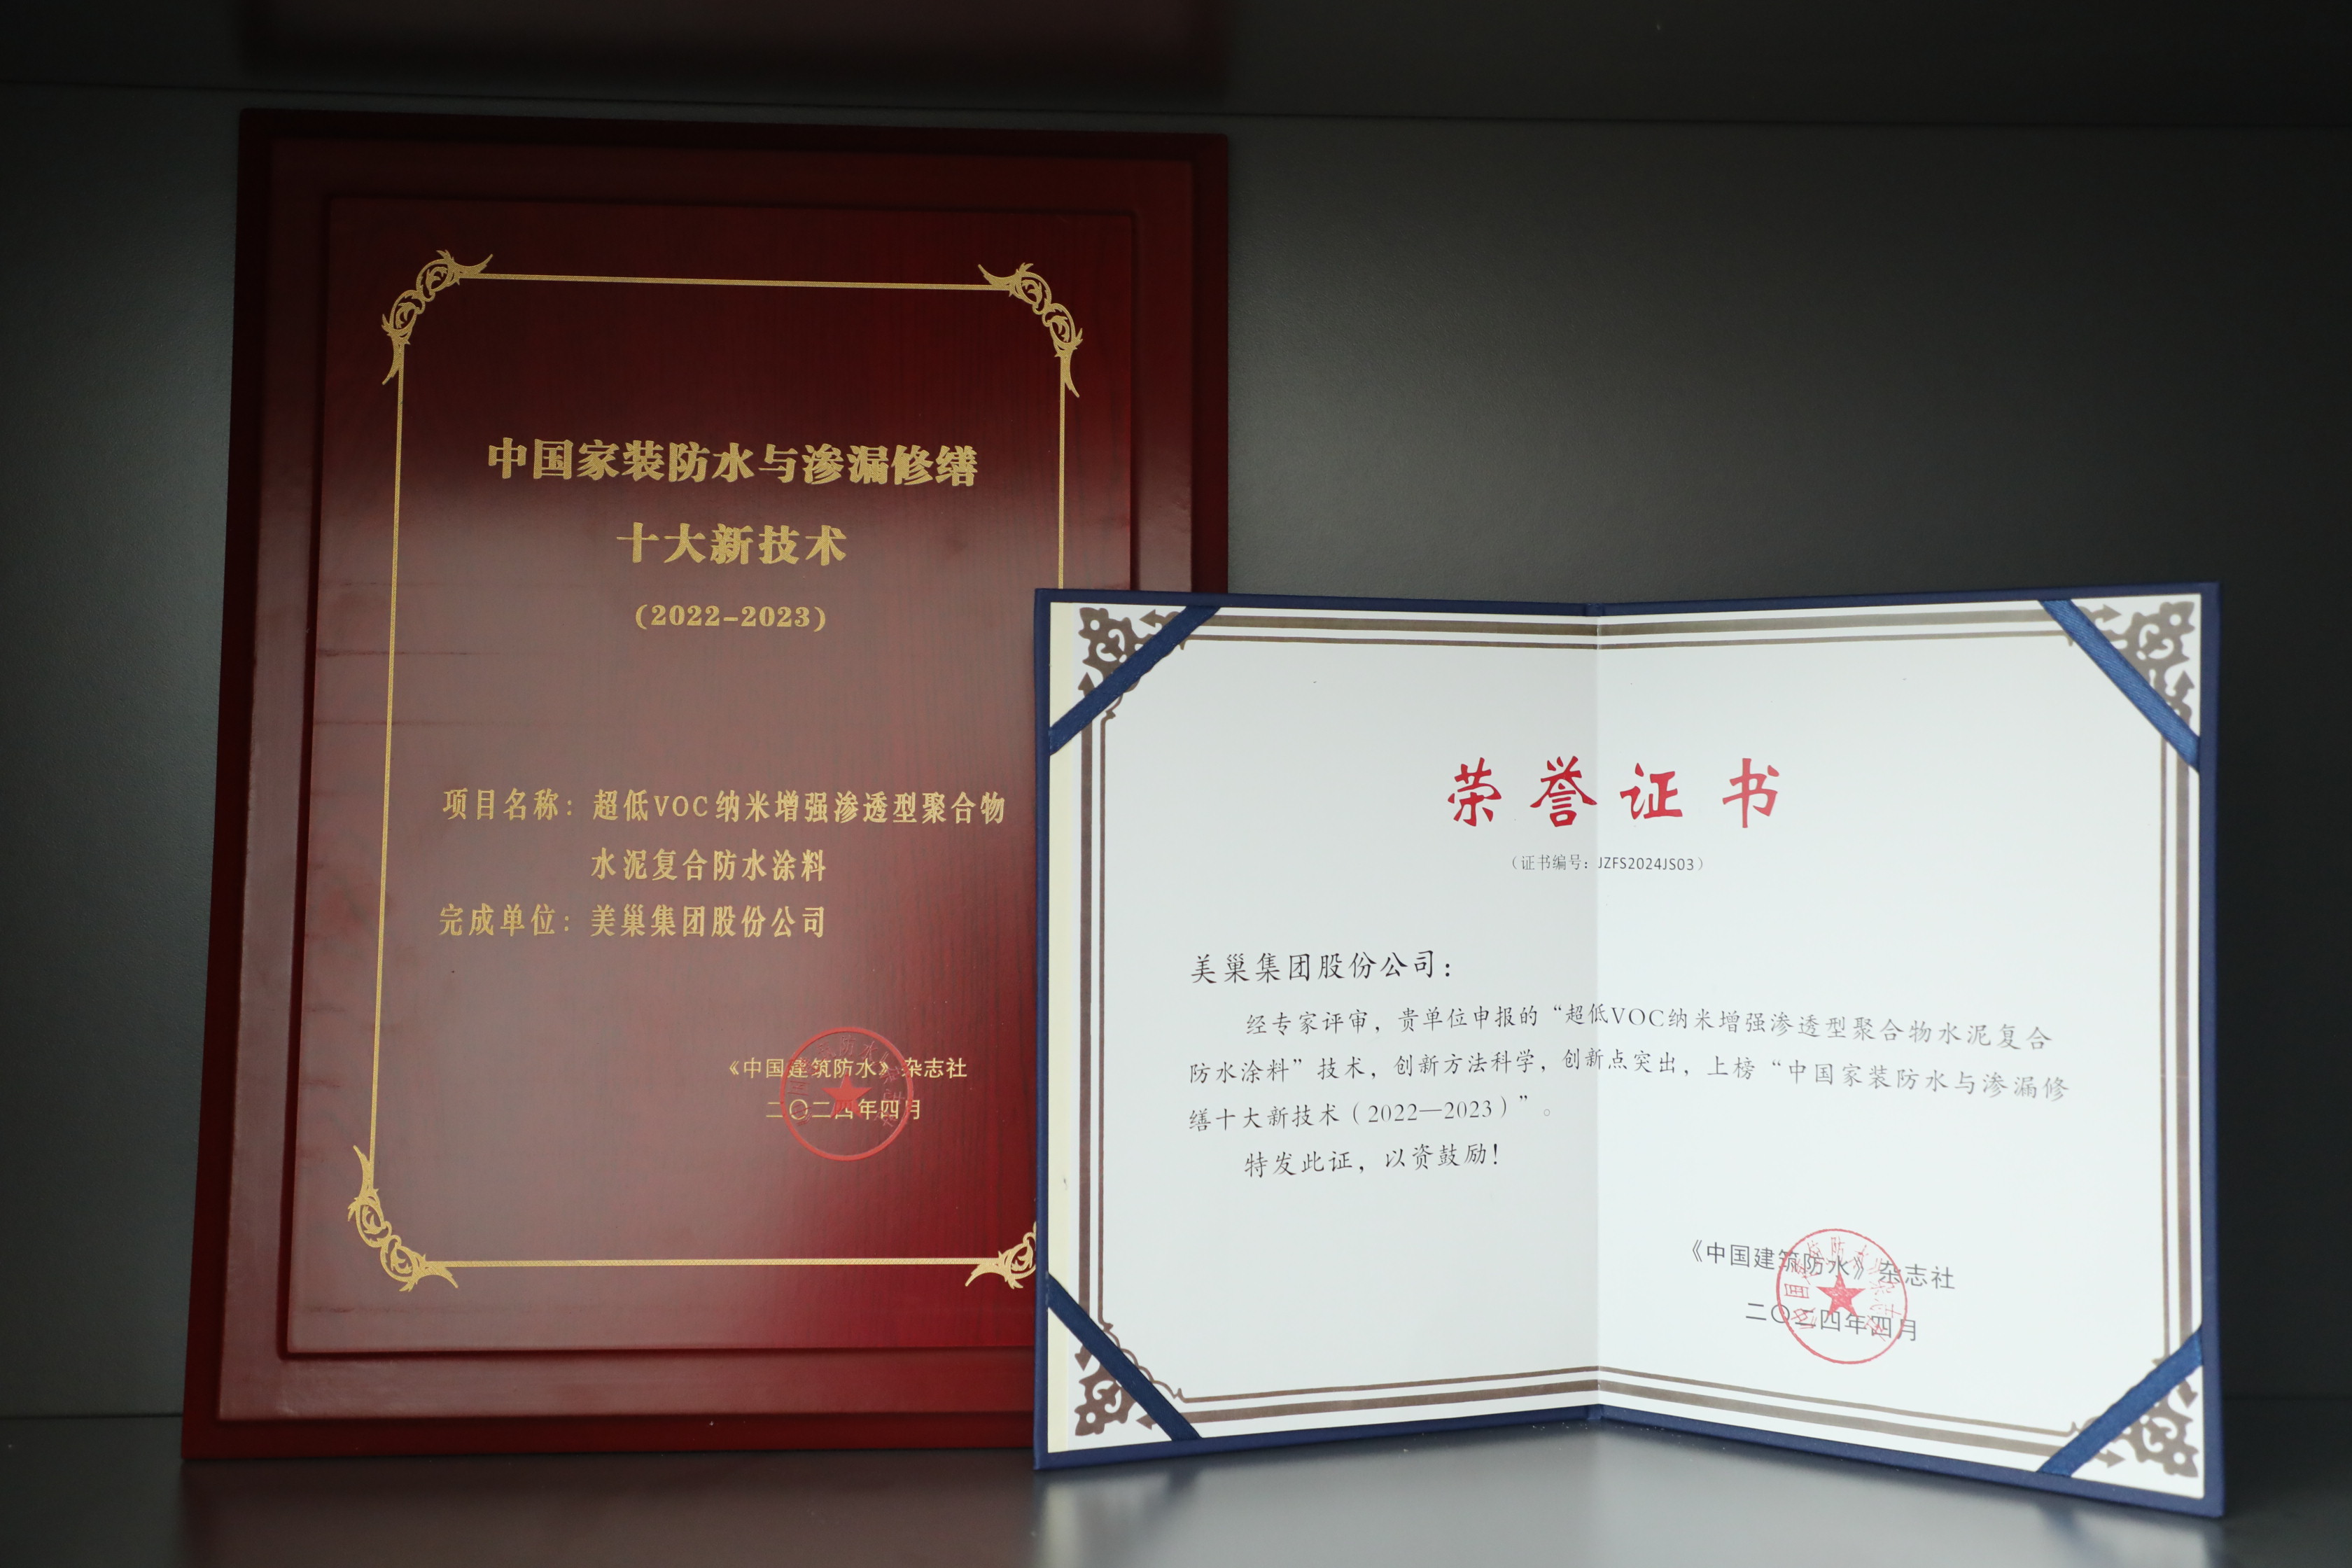 中国家装防水与渗漏修缮
十大新技术
(2022-2023)
项目名称：超低VOC纳米增强渗透型聚合物
水泥复合防水涂料
完成单位：美巢集团股份公司
《中国建筑防水》杂志社
二〇二四年四月
荣誉证书
（证书编号：JZFS2024JS03）
美巢集团股份公司：
经专家评审，贵单位申报的“超低VOC纳米增强渗透型聚合物水泥复合
防水涂料”技术，创新方法科学，创新点突出，上榜“中国家装防水与渗漏修
缮十大新技术（2022—2023）”。
特发此证，以资鼓励！
《中国建筑防水》杂志社
二〇二四年四月